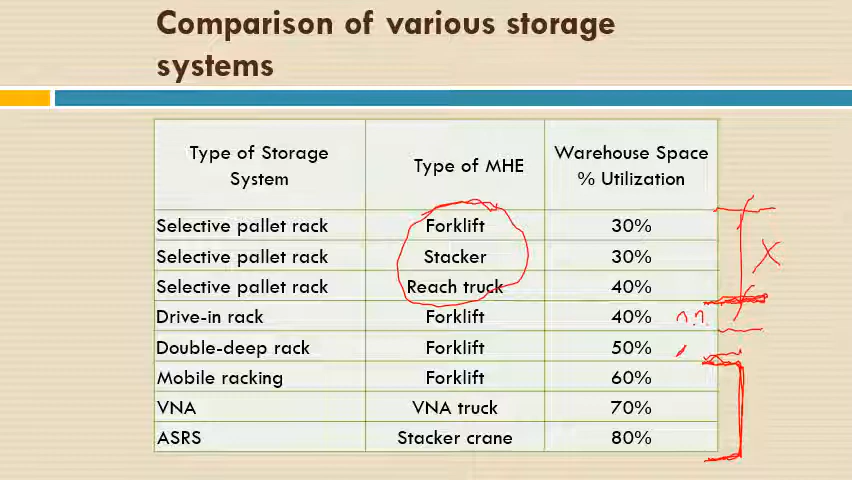 Comparison of various storage
systems
Type of Storage System | Type of MHE | Warehouse Space % Utilization
Selective pallet rack | Forklift | 30%
Selective pallet rack | Stacker | 30%
Selective pallet rack | Reach truck | 40%
Drive-in rack | Forklift | 40%
Double-deep rack | Forklift | 50%
Mobile racking | Forklift | 60%
VNA | VNA truck | 70%
ASRS | Stacker crane | 80%